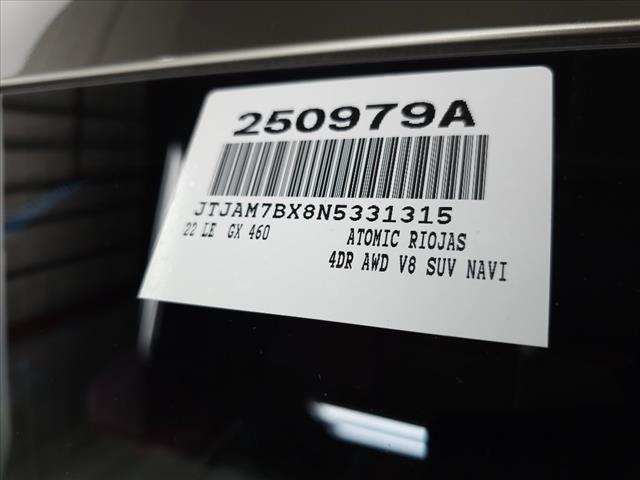 250979A
JTJAM7BX8N5331315
22 LE GX 460 ATOMIC RIOJAS
4DR AWD V8 SUV NAVI